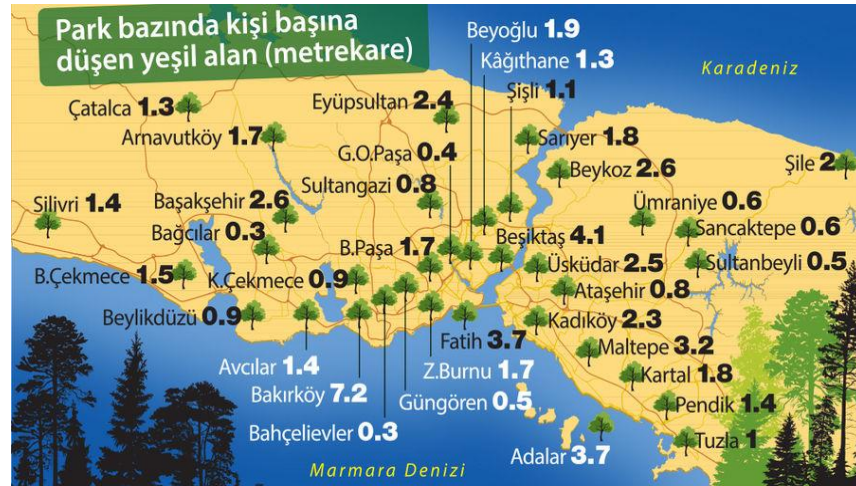 Park bazında kişi başına
düşen yeşil alan (metrekare)
Beyoğlu 1.9
Kâğıthane 1.3
Şişli 1.1
Karadeniz
Çatalca 1.3
Eyüpsultan 2.4
Arnavutköy 1.7
Sarıyer 1.8
G.O.Paşa 0.4
Beykoz 2.6
Şile 2
Sultangazi 0.8
Silivri 1.4
Başakşehir 2.6
Ümraniye 0.6
Bağcılar 0.3
Sancaktepe 0.6
B.Paşa 1.7
Beşiktaş 4.1
B.Çekmece 1.5
K.Çekmece 0.9
Üsküdar 2.5
Sultanbeyli 0.5
Ataşehir 0.8
Beylikdüzü 0.9
Kadıköy 2.3
Fatih 3.7
Maltepe 3.2
Avcılar 1.4
Z.Burnu 1.7
Kartal 1.8
Bakırköy 7.2
Güngören 0.5
Pendik 1.4
Bahçelievler 0.3
Tuzla 1
Adalar 3.7
Marmara Denizi